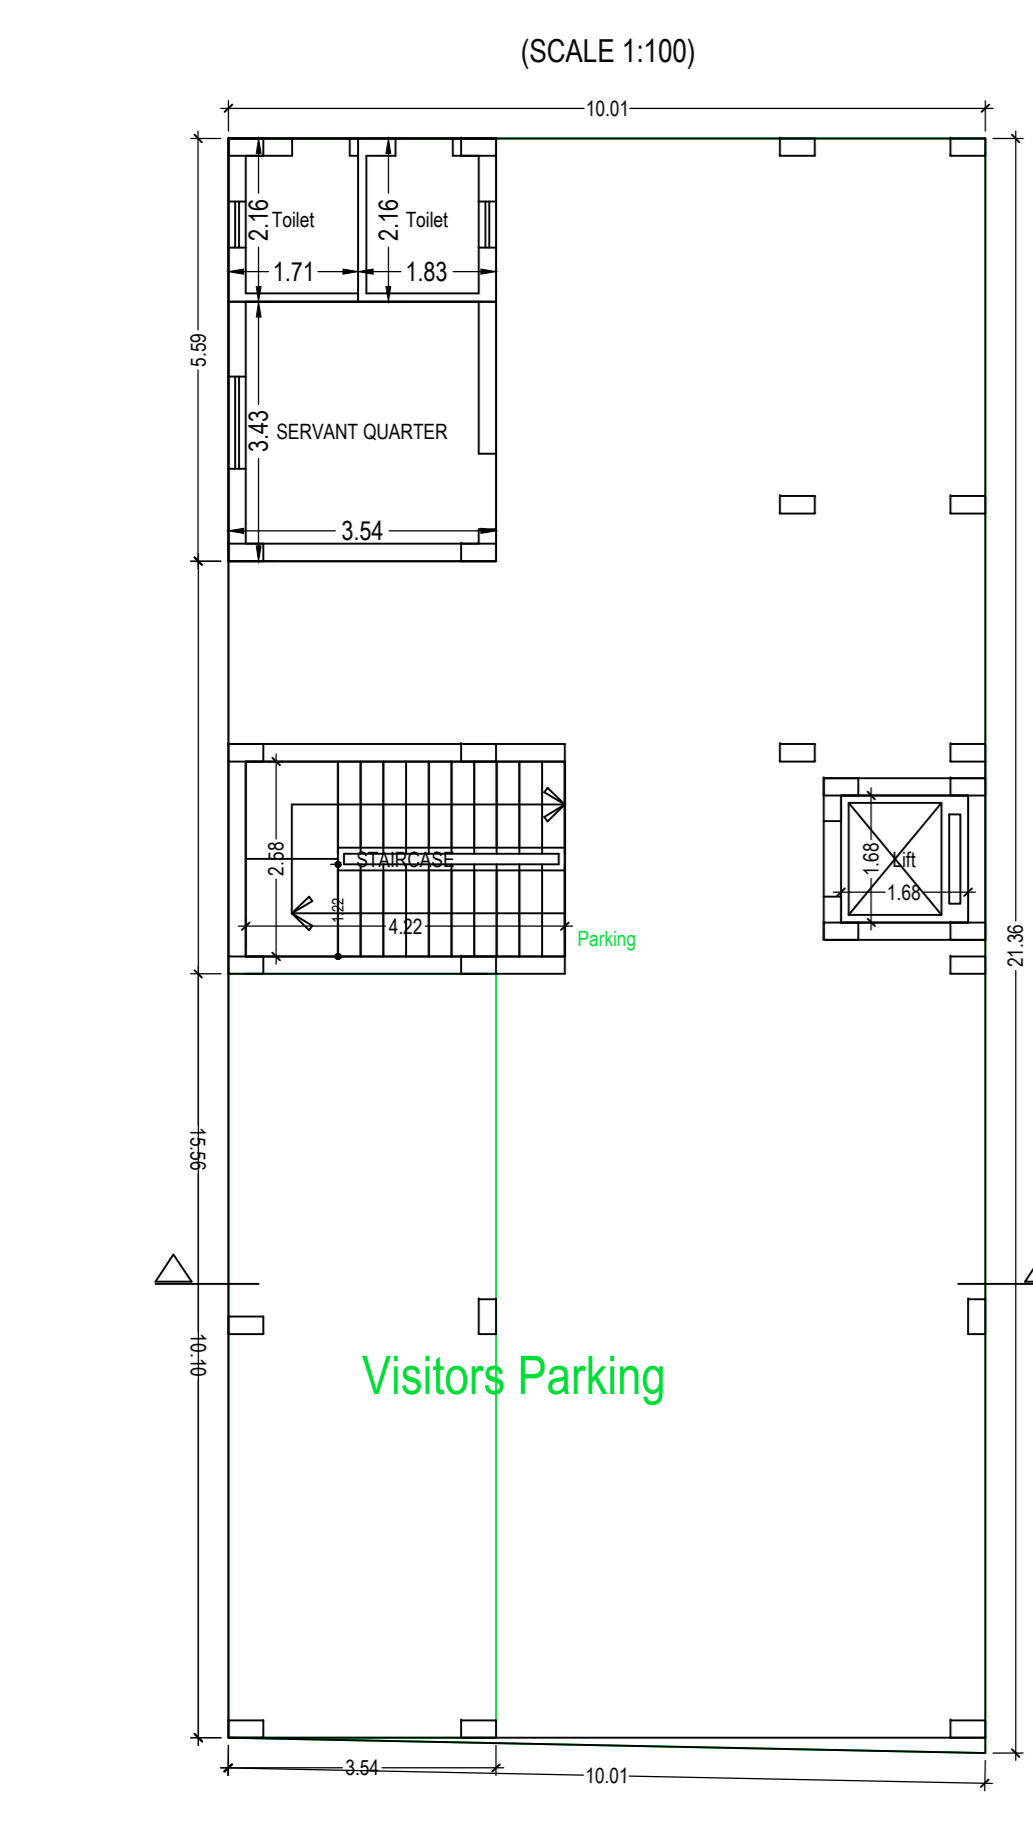 (SCALE 1:100)
10.01
2.16
Toilet
2.16
Toilet
1.71
1.83
5.59
3.43
SERVANT QUARTER
3.54
2.58
STAIRCASE
1.68
Lift
1.68
1.22
4.22
Parking
21.36
15.56
10.10
Visitors Parking
3.54
10.01